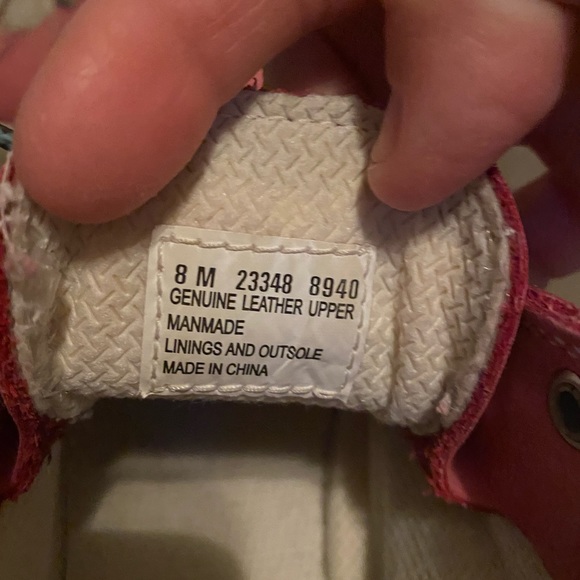 8 M 23348 8940
GENUINE LEATHER UPPER
MANMADE
LININGS AND OUTSOLE
MADE IN CHINA